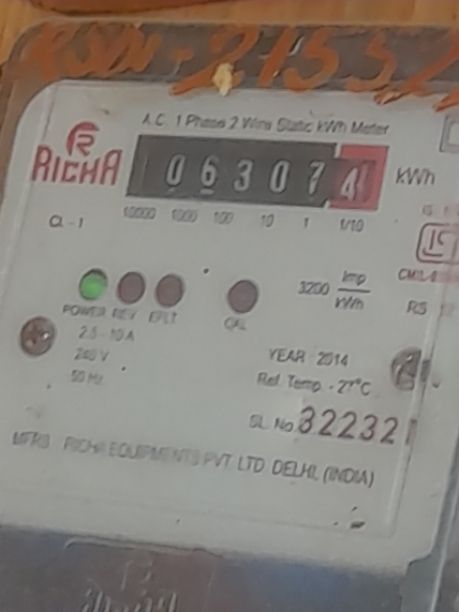 A.C. 1 Phase 2 Wire Static kWh Meter
RICHA
063074 kWh
10000 1000 100 10 1 1/10
CL - 1
3200 Imp/kWh
POWER REV EFLT CAL
RS
2.5 - 10 A
240 V
50 Hz
YEAR 2014
Ref. Temp. - 27°C
SL. No. 32232
MFRS. RICHA EQUIPMENTS PVT. LTD. DELHI, (INDIA)